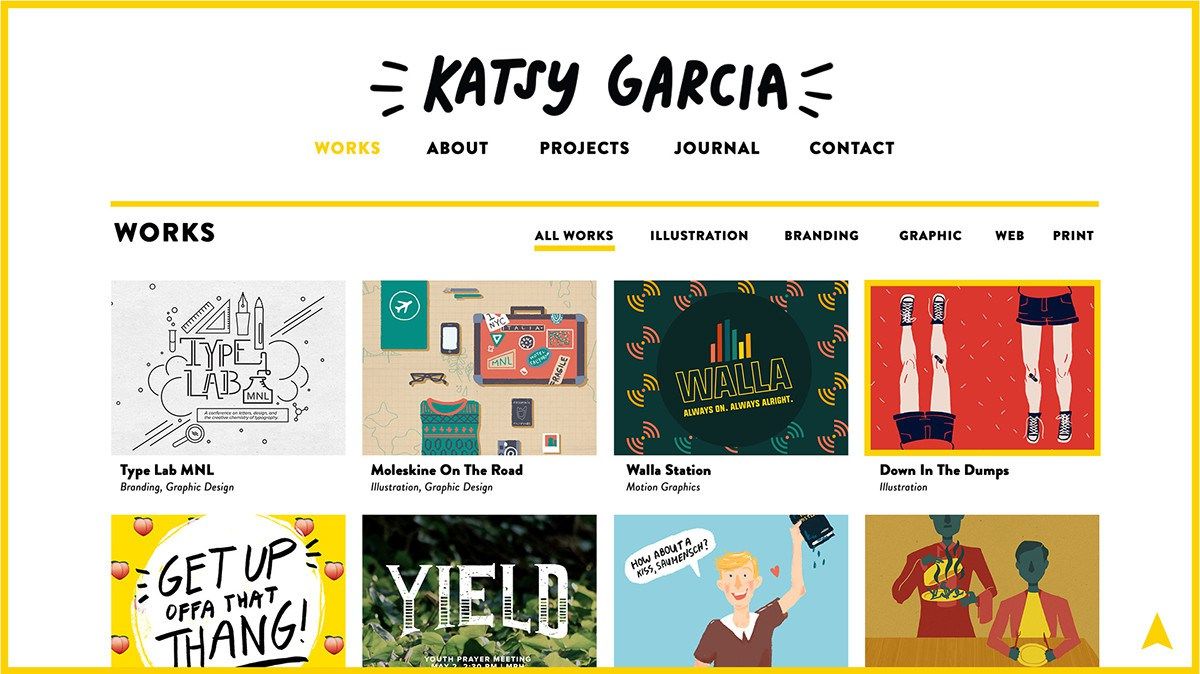 KATSY GARCIA
WORKS ABOUT PROJECTS JOURNAL CONTACT
WORKS
ALL WORKS ILLUSTRATION BRANDING GRAPHIC WEB PRINT
TYPE
LAB
MNL
A conference on letters, design, and
the creative chemistry of typography.
NYC
ITALIA
MNL
HOTEL
FRAGILE
WALLA
ALWAYS ON. ALWAYS ALRIGHT.
Type Lab MNL
Branding, Graphic Design
Moleskine On The Road
Illustration, Graphic Design
Walla Station
Motion Graphics
Down In The Dumps
Illustration
GET UP
OFFA THAT
THANG!
YIELD
YOUTH PRAYER MEETING
HOW ABOUT A
KISS, SAUMENSCH?